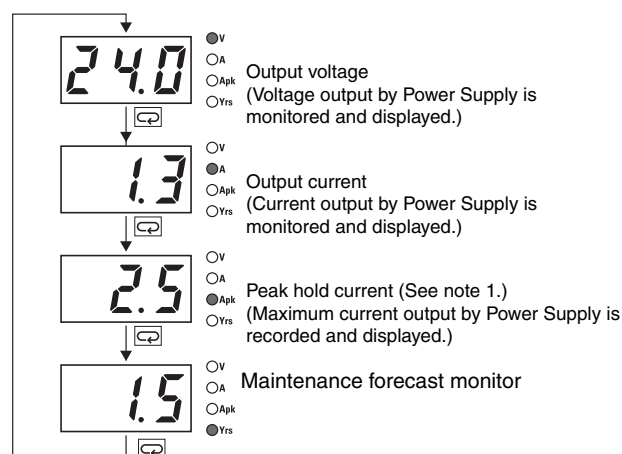 24.0
V
A
Apk
Yrs
Output voltage
(Voltage output by Power Supply is
monitored and displayed.)
1.3
V
A
Apk
Yrs
Output current
(Current output by Power Supply is
monitored and displayed.)
2.5
V
A
Apk
Yrs
Peak hold current (See note 1.)
(Maximum current output by Power Supply is
recorded and displayed.)
1.5
V
A
Apk
Yrs
Maintenance forecast monitor